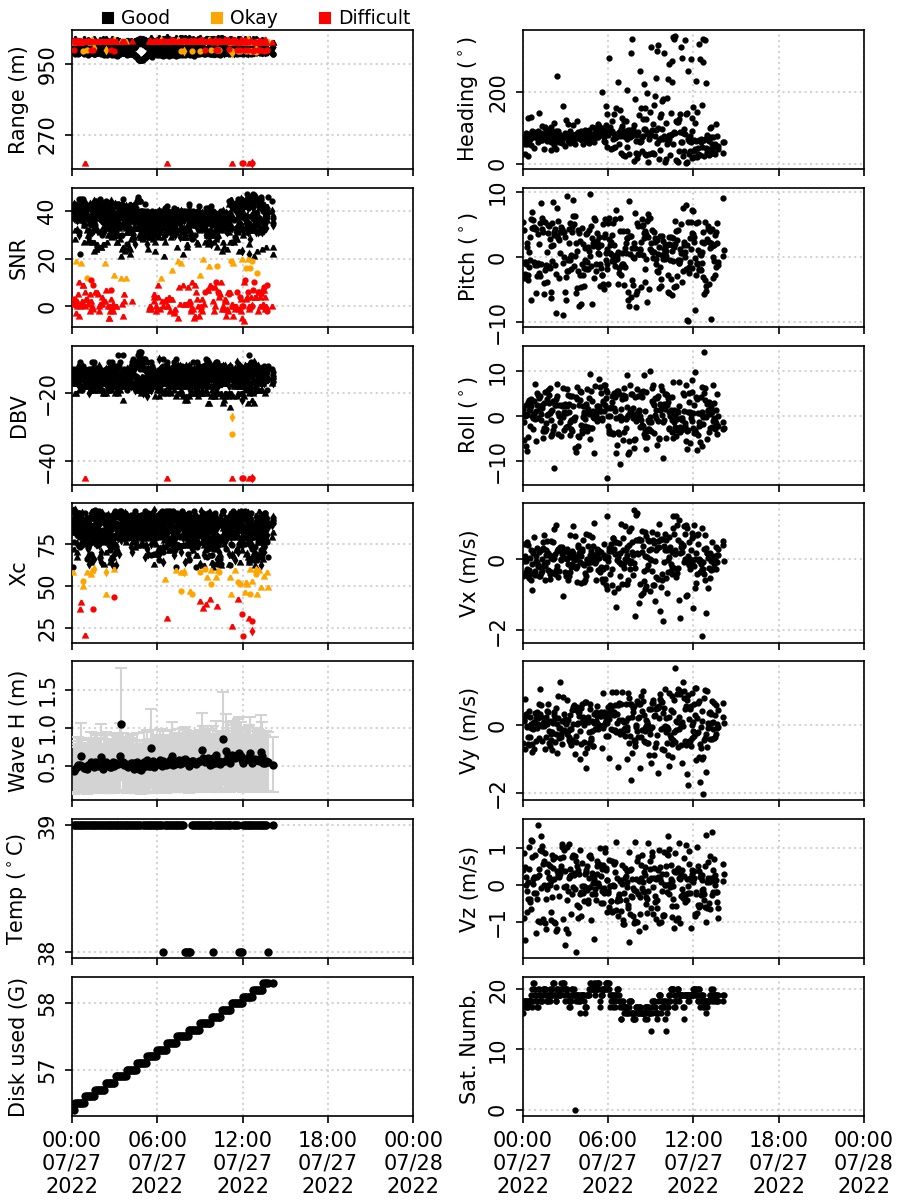 Good Okay Difficult
Range (m)
950
270
Heading (°)
200
0
SNR
40
20
0
Pitch (°)
10
0
−10
DBV
−20
−40
Roll (°)
10
0
−10
Xc
75
50
25
Vx (m/s)
0
−2
Wave H (m)
1.5
1.0
0.5
Vy (m/s)
0
−2
Temp (°C)
39
38
Vz (m/s)
1
0
−1
Disk used (G)
58
57
Sat. Numb.
20
10
0
00:00 06:00 12:00 18:00 00:00
07/27 07/27 07/27 07/27 07/28
2022 2022 2022 2022 2022
00:00 06:00 12:00 18:00 00:00
07/27 07/27 07/27 07/27 07/28
2022 2022 2022 2022 2022